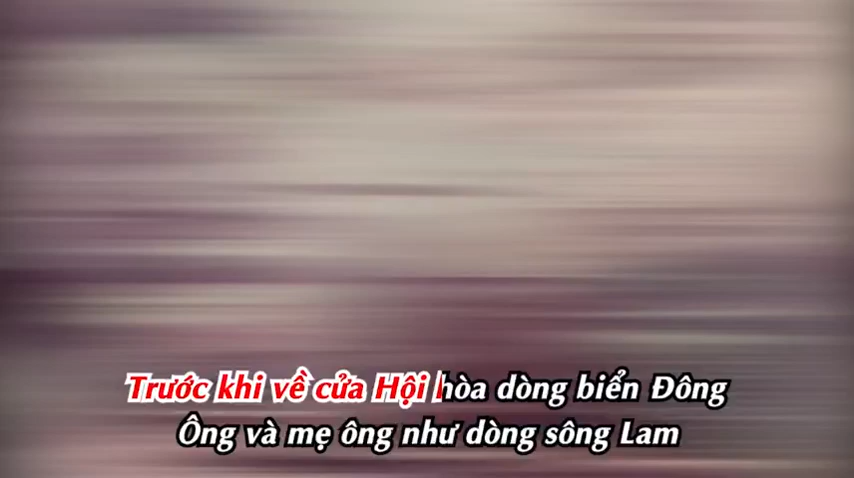 Trước khi về cửa Hội hòa dòng biển Đông
Ông và mẹ ông như dòng sông Lam